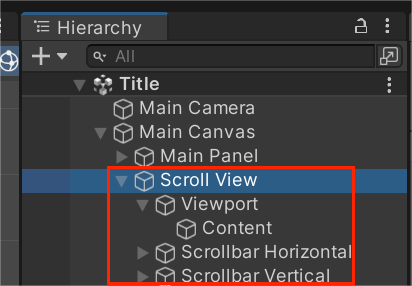 Hierarchy
All
Title
Main Camera
Main Canvas
Main Panel
Scroll View
Viewport
Content
Scrollbar Horizontal
Scrollbar Vertical